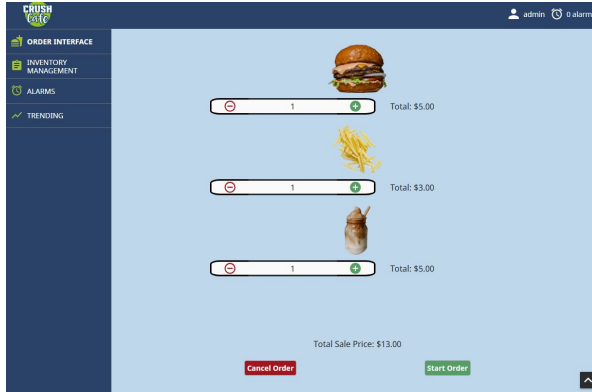 CRUSH
Cafe
admin
0 alarm
ORDER INTERFACE
INVENTORY
MANAGEMENT
ALARMS
TRENDING
1
Total: $5.00
1
Total: $3.00
1
Total: $5.00
Total Sale Price: $13.00
Cancel Order
Start Order